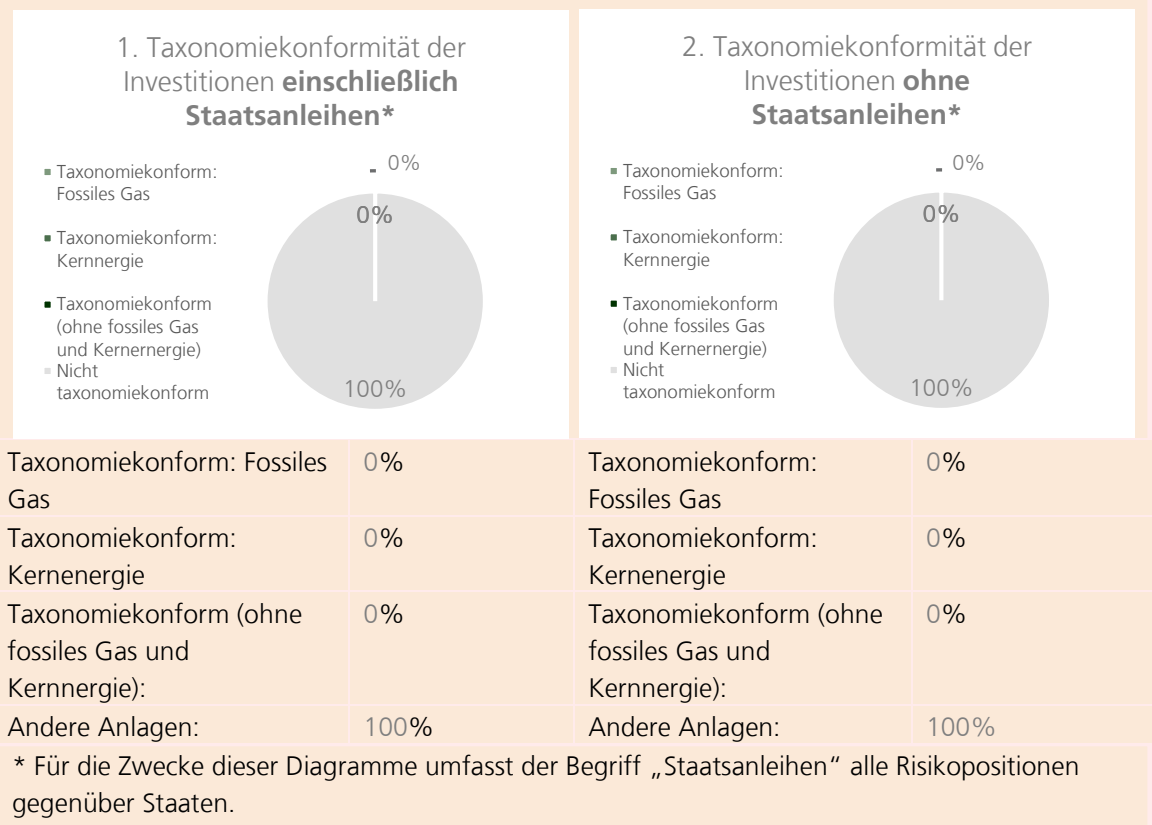 1. Taxonomiekonformität der
Investitionen einschließlich
Staatsanleihen*
Taxonomiekonform:
Fossiles Gas
Taxonomiekonform:
Kernnergie
Taxonomiekonform
(ohne fossiles Gas
und Kernernergie)
Nicht
taxonomiekonform
0%
0%
100%
2. Taxonomiekonformität der
Investitionen ohne
Staatsanleihen*
Taxonomiekonform:
Fossiles Gas
Taxonomiekonform:
Kernnergie
Taxonomiekonform
(ohne fossiles Gas
und Kernernergie)
Nicht
taxonomiekonform
0%
0%
100%
Taxonomiekonform: Fossiles
Gas
0%
Taxonomiekonform:
Fossiles Gas
0%
Taxonomiekonform:
Kernenergie
0%
Taxonomiekonform:
Kernenergie
0%
Taxonomiekonform (ohne
fossiles Gas und
Kernnergie):
0%
Taxonomiekonform (ohne
fossiles Gas und
Kernnergie):
0%
Andere Anlagen:
100%
Andere Anlagen:
100%
* Für die Zwecke dieser Diagramme umfasst der Begriff „Staatsanleihen“ alle Risikopositionen
gegenüber Staaten.